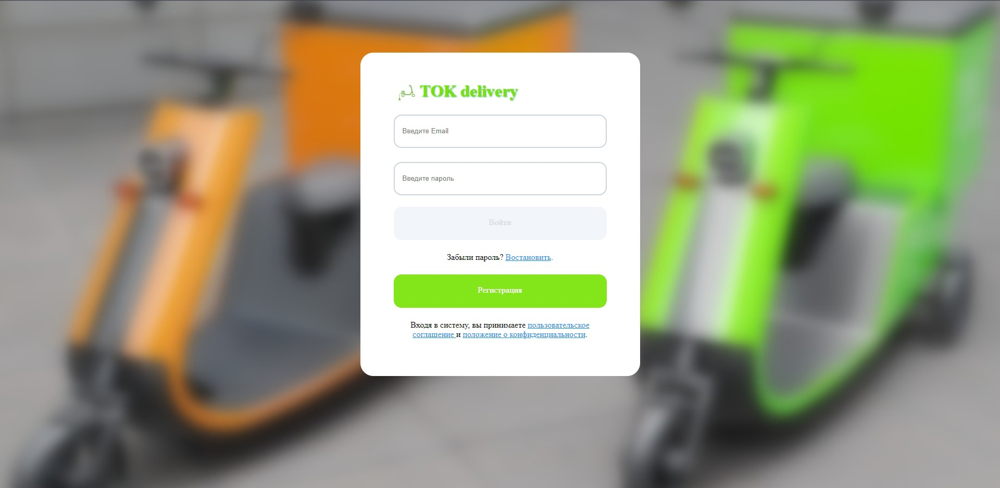 TOK delivery
Введите Email
Введите пароль
Войти
Забыли пароль? Востановить.
Регистрация
Входя в систему, вы принимаете пользовательское
соглашение и положение о конфиденциальности.